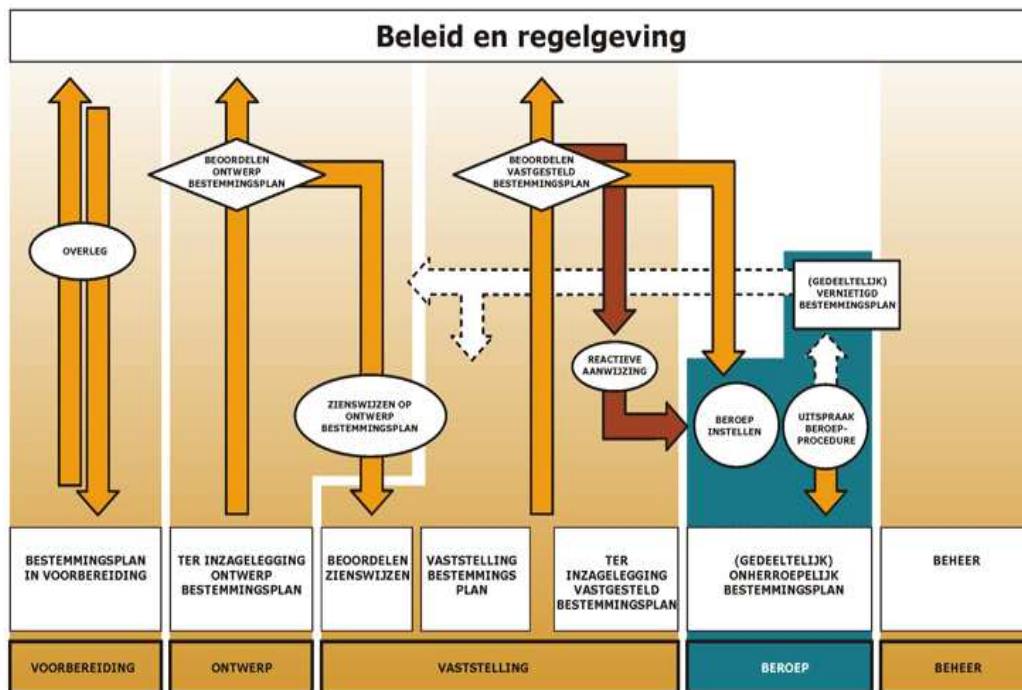 Beleid en regelgeving
BEOORDELEN
ONTWERP
BESTEMMINGSPLAN
BEOORDELEN
VASTGESTELD
BESTEMMINGSPLAN
OVERLEG
(GEDEELTELIJK)
VERNIETIGD
BESTEMMINGSPLAN
REACTIEVE
AANWIJZING
ZIENSWIJZEN OP
ONTWERP
BESTEMMINGSPLAN
BEROEP
INSTELLEN
UITSPRAAK
BEROEP-
PROCEDURE
BESTEMMINGSPLAN
IN VOORBEREIDING
TER INZAGELEGGING
ONTWERP
BESTEMMINGSPLAN
BEOORDELEN
ZIENSWIJZEN
VASTSTELLING
BESTEMMINGS
PLAN
TER
INZAGELEGGING
VASTGESTELD
BESTEMMINGSPLAN
(GEDEELTELIJK)
ONHERROEPELIJK
BESTEMMINGSPLAN
BEHEER
VOORBEREIDING
ONTWERP
VASTSTELLING
BEROEP
BEHEER